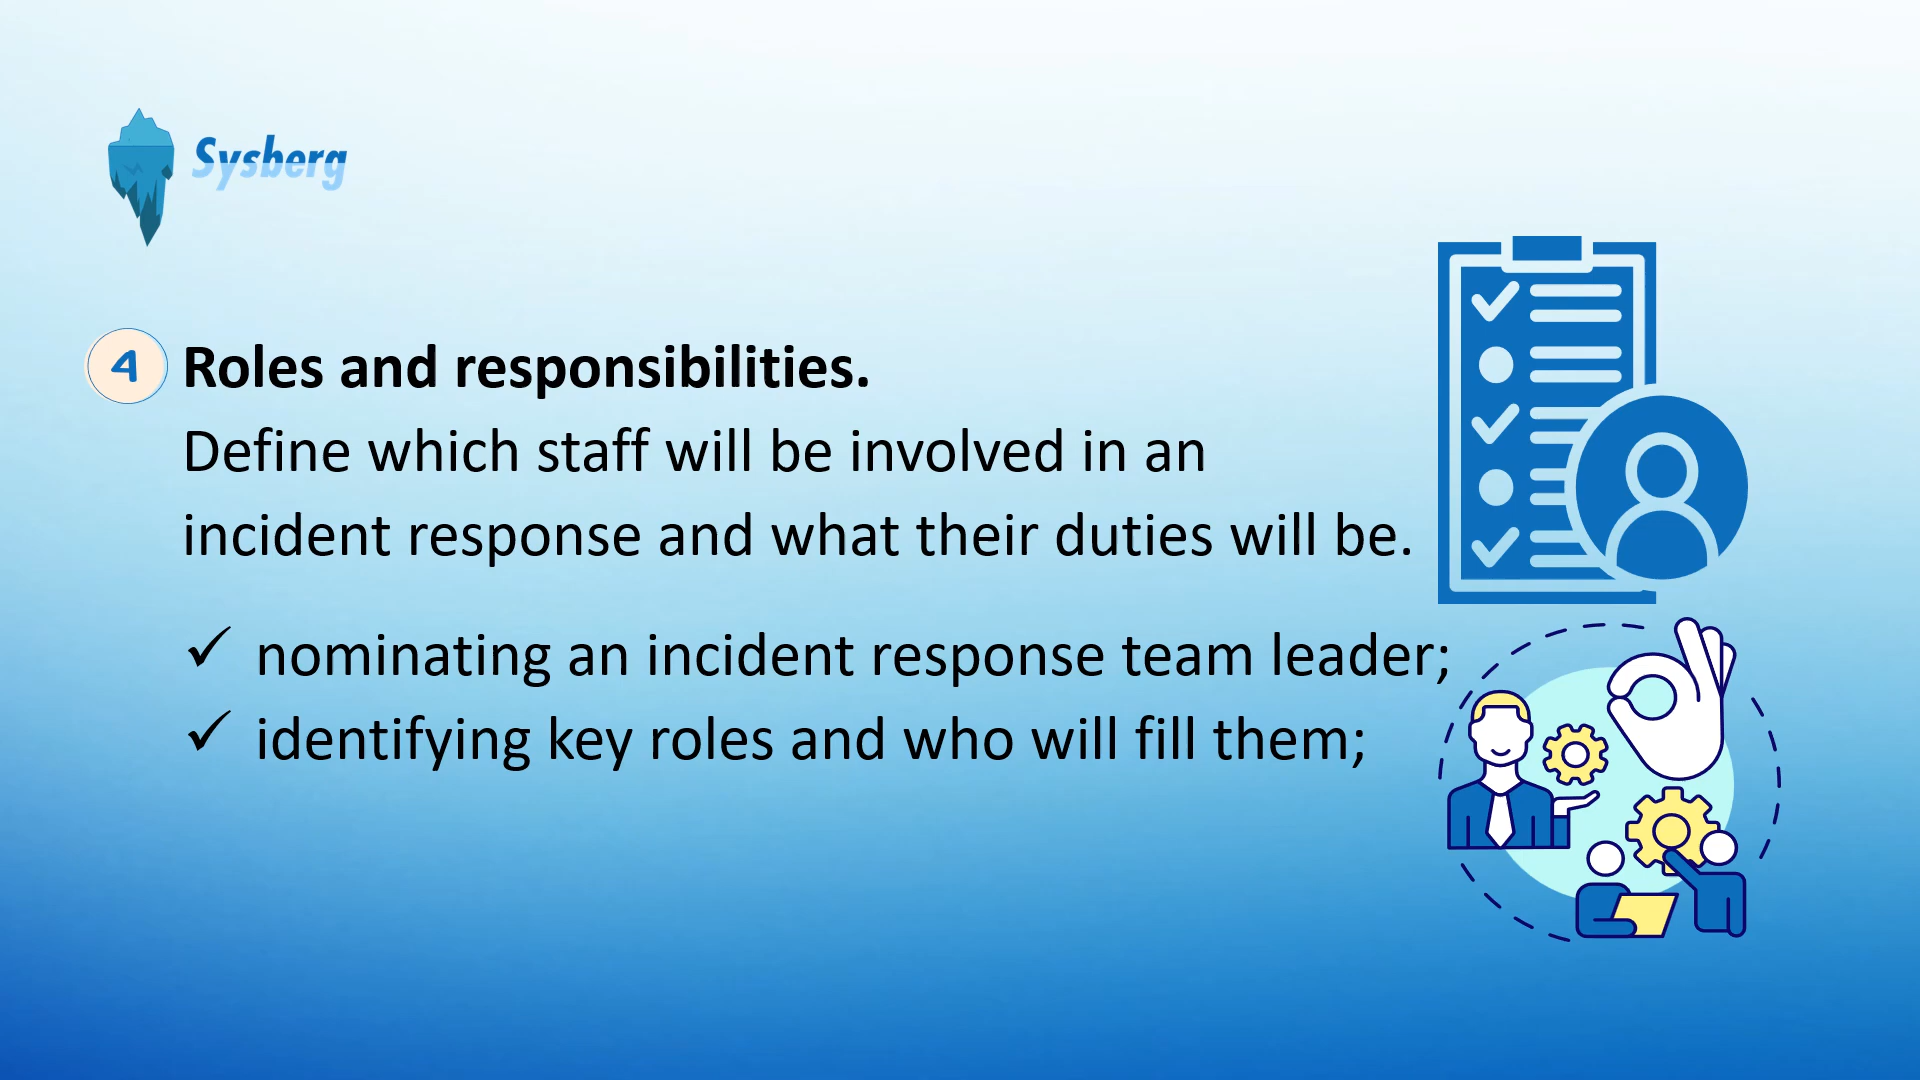 Sysberg
4 Roles and responsibilities.
Define which staff will be involved in an
incident response and what their duties will be.
✓ nominating an incident response team leader;
✓ identifying key roles and who will fill them;